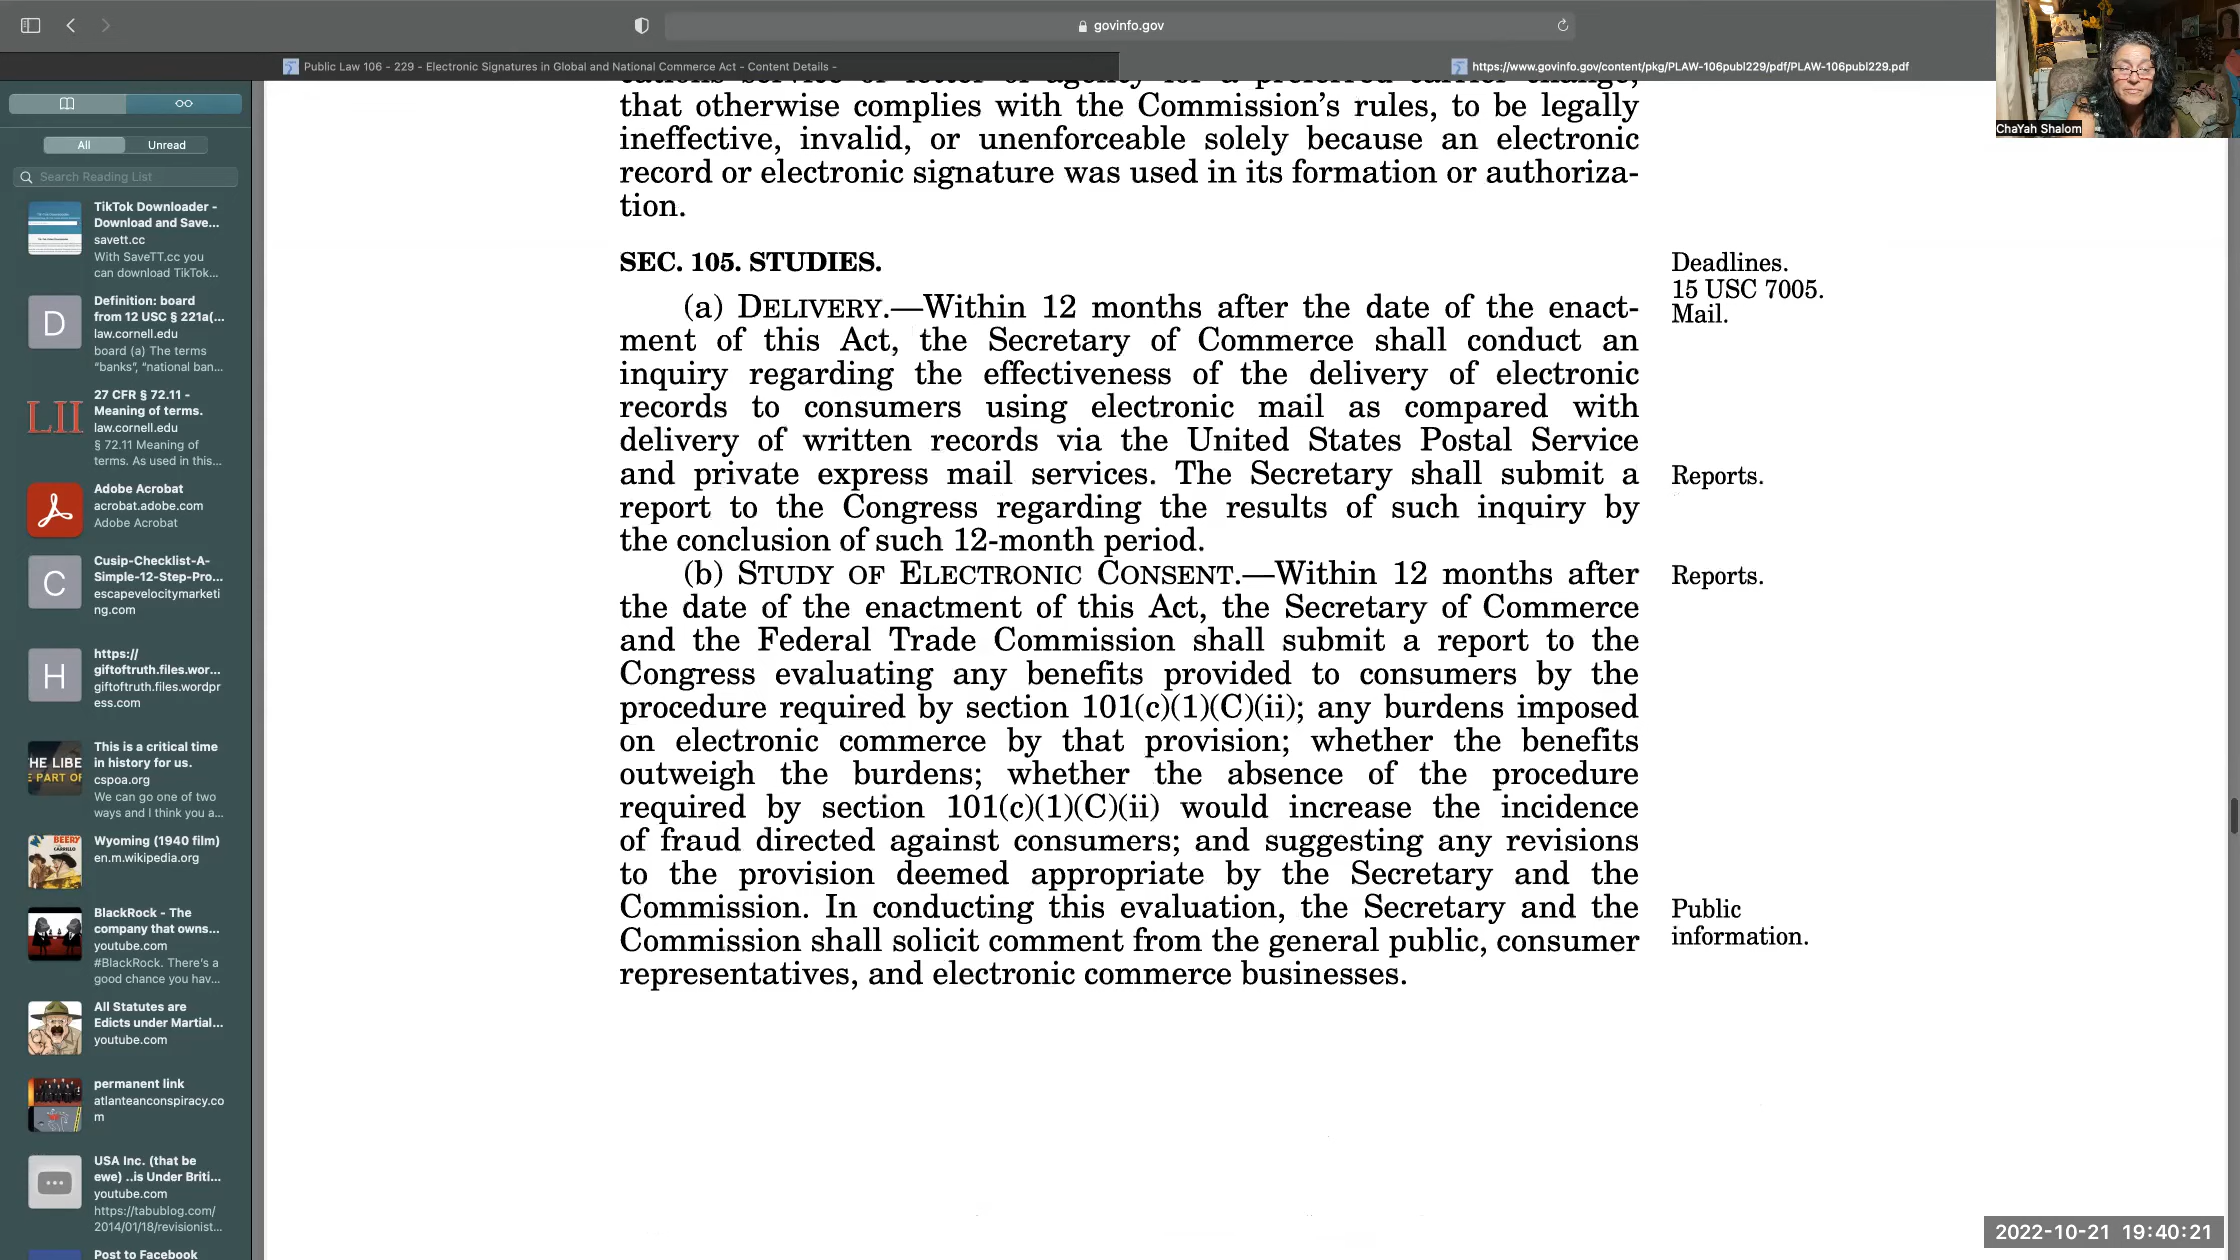 govinfo.gov
Public Law 106 - 229 - Electronic Signatures in Global and National Commerce Act - Content Details -
https://www.govinfo.gov/content/pkg/PLAW-106publ229/pdf/PLAW-106publ229.pdf
ChaYah Shalom
All
Unread
Search Reading List
TikTok Downloader -
Download and Save...
savett.cc
With SaveTT.cc you
can download TikTok...
D
Definition: board
from 12 USC § 221a(...
law.cornell.edu
board (a) The terms
“banks”, “national ban...
LII
27 CFR § 72.11 -
Meaning of terms.
law.cornell.edu
§ 72.11 Meaning of
terms. As used in this...
Adobe Acrobat
acrobat.adobe.com
Adobe Acrobat
C
Cusip-Checklist-A-
Simple-12-Step-Pro...
escapevelocitymarketi
ng.com
H
https://
giftoftruth.files.wor...
giftoftruth.files.wordpr
ess.com
HE LIBE
E PART OF
This is a critical time
in history for us.
cspoa.org
We can go one of two
ways and I think you a...
BEERY
Wyoming (1940 film)
en.m.wikipedia.org
BlackRock - The
company that owns...
youtube.com
#BlackRock. There's a
good chance you hav...
All Statutes are
Edicts under Martial...
youtube.com
permanent link
atlanteanconspiracy.co
m
USA Inc. (that be
ewe) ..is Under Briti...
youtube.com
https://tabublog.com/
2014/01/18/revisionist...
Post to Facebook
that otherwise complies with the Commission's rules, to be legally
ineffective, invalid, or unenforceable solely because an electronic
record or electronic signature was used in its formation or authoriza-
tion.
SEC. 105. STUDIES.
Deadlines.
15 USC 7005.
Mail.
(a) DELIVERY.—Within 12 months after the date of the enact-
ment of this Act, the Secretary of Commerce shall conduct an
inquiry regarding the effectiveness of the delivery of electronic
records to consumers using electronic mail as compared with
delivery of written records via the United States Postal Service
and private express mail services. The Secretary shall submit a
Reports.
report to the Congress regarding the results of such inquiry by
the conclusion of such 12-month period.
(b) STUDY OF ELECTRONIC CONSENT.—Within 12 months after
Reports.
the date of the enactment of this Act, the Secretary of Commerce
and the Federal Trade Commission shall submit a report to the
Congress evaluating any benefits provided to consumers by the
procedure required by section 101(c)(1)(C)(ii); any burdens imposed
on electronic commerce by that provision; whether the benefits
outweigh the burdens; whether the absence of the procedure
required by section 101(c)(1)(C)(ii) would increase the incidence
of fraud directed against consumers; and suggesting any revisions
to the provision deemed appropriate by the Secretary and the
Commission. In conducting this evaluation, the Secretary and the
Public
information.
Commission shall solicit comment from the general public, consumer
representatives, and electronic commerce businesses.
2022-10-21 19:40:21